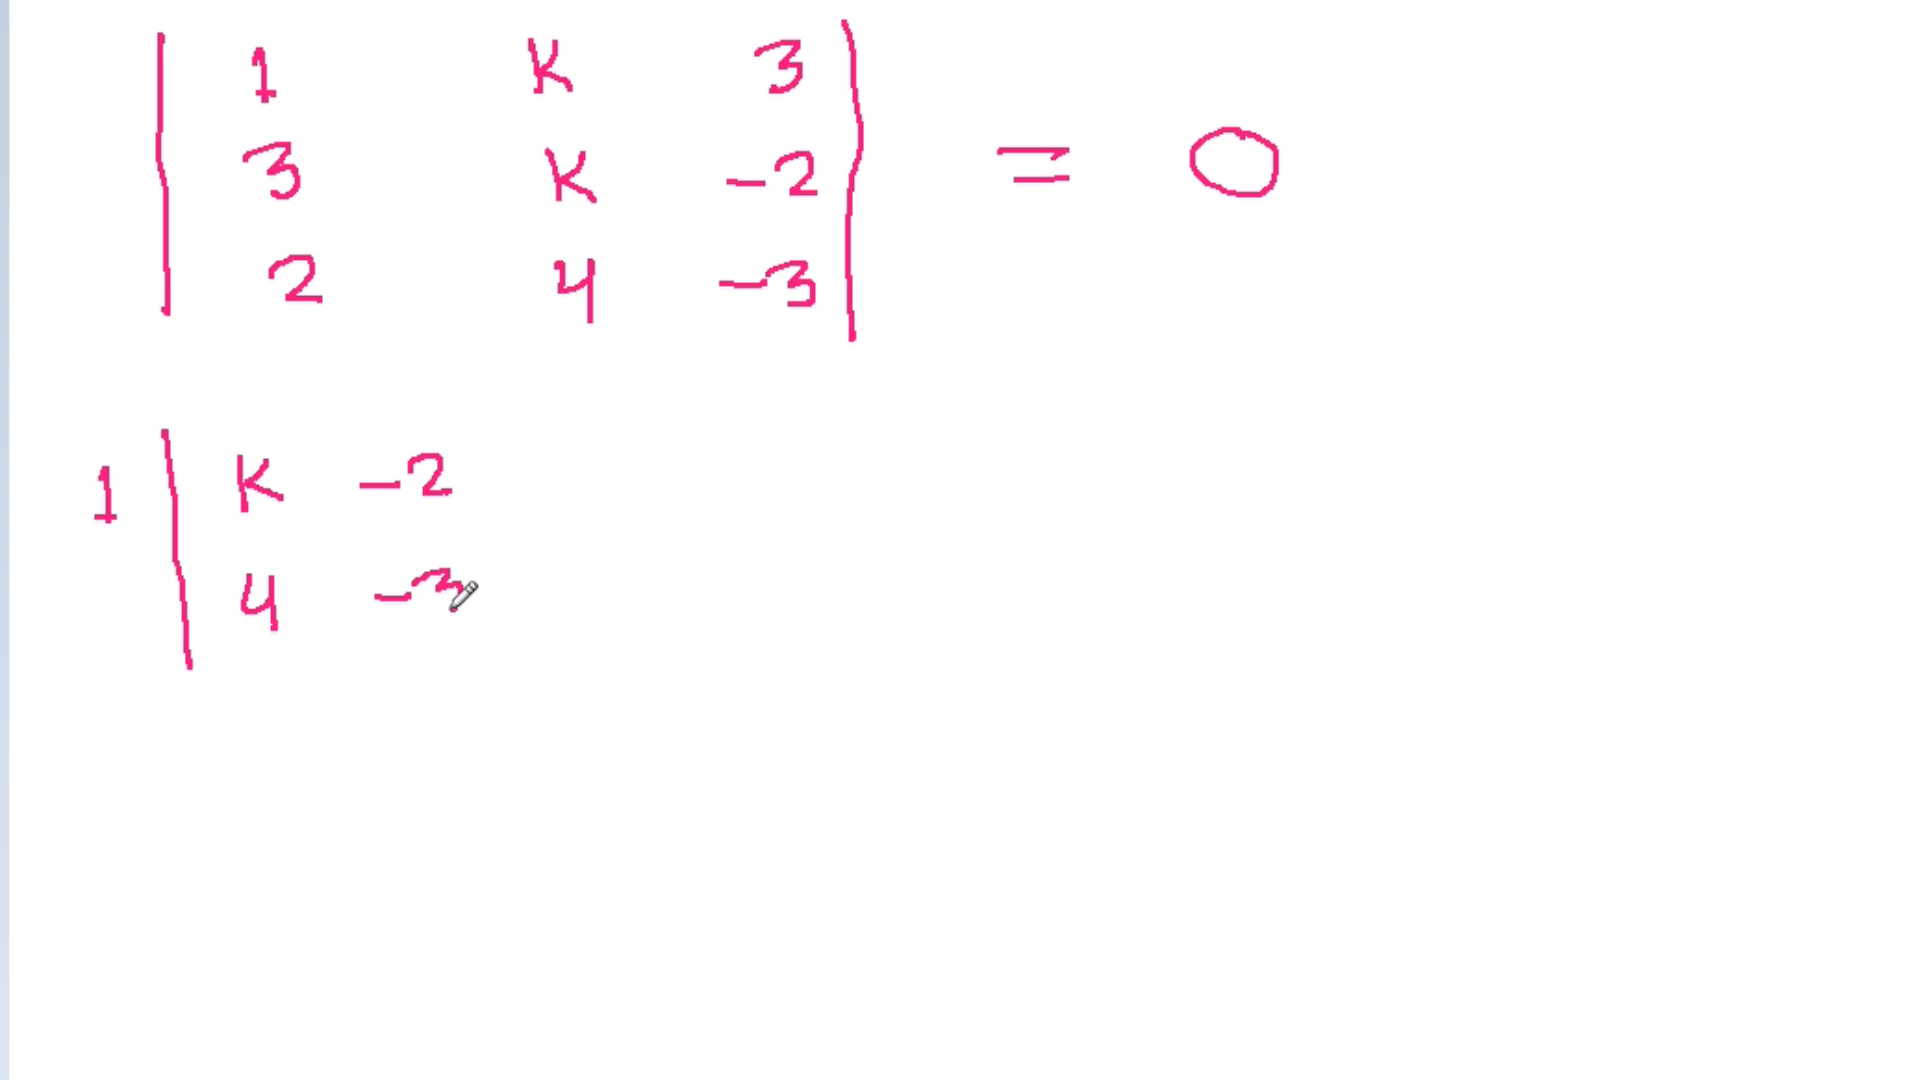 | 1 K 3 |
| 3 K -2 | = 0
| 2 4 -3 |
1 | K -2
| 4 -3